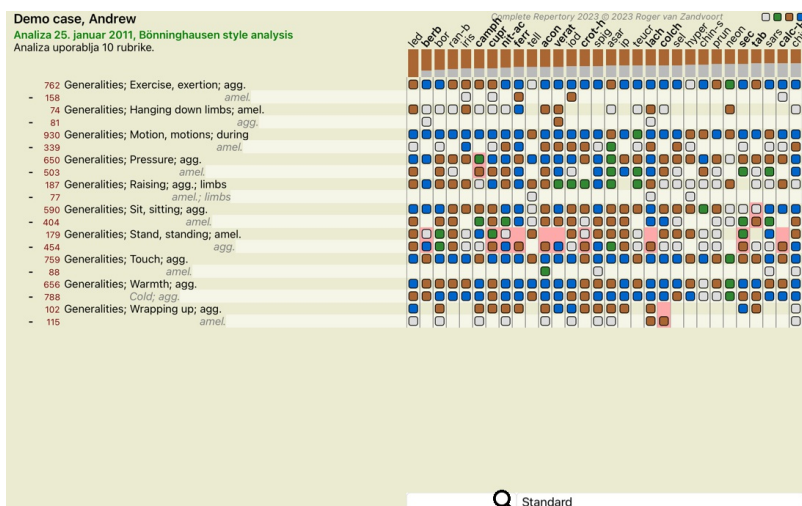 Demo case, Andrew
Complete Repertory 2023 © 2023 Roger van Zandvoort
Analiza 25. januar 2011, Bönninghausen style analysis
Analiza uporablja 10 rubrike.
led berb bor ran-b iris camph cupr nit-ac ferr tell acon verat iod crot-h spig asar ip teucr lach colch sel hyper chin-s prun neon sec tab sars calc-h
762 Generalities; Exercise, exertion; agg.
- 158 amel.
74 Generalities; Hanging down limbs; amel.
- 81 agg.
930 Generalities; Motion, motions; during
- 339 amel.
650 Generalities; Pressure; agg.
- 503 amel.
187 Generalities; Raising; agg.; limbs
- 77 amel.; limbs
590 Generalities; Sit, sitting; agg.
- 404 amel.
179 Generalities; Stand, standing; amel.
- 454 agg.
759 Generalities; Touch; agg.
- 88 amel.
656 Generalities; Warmth; agg.
- 788 Cold; agg.
102 Generalities; Wrapping up; agg.
- 115 amel.
Standard